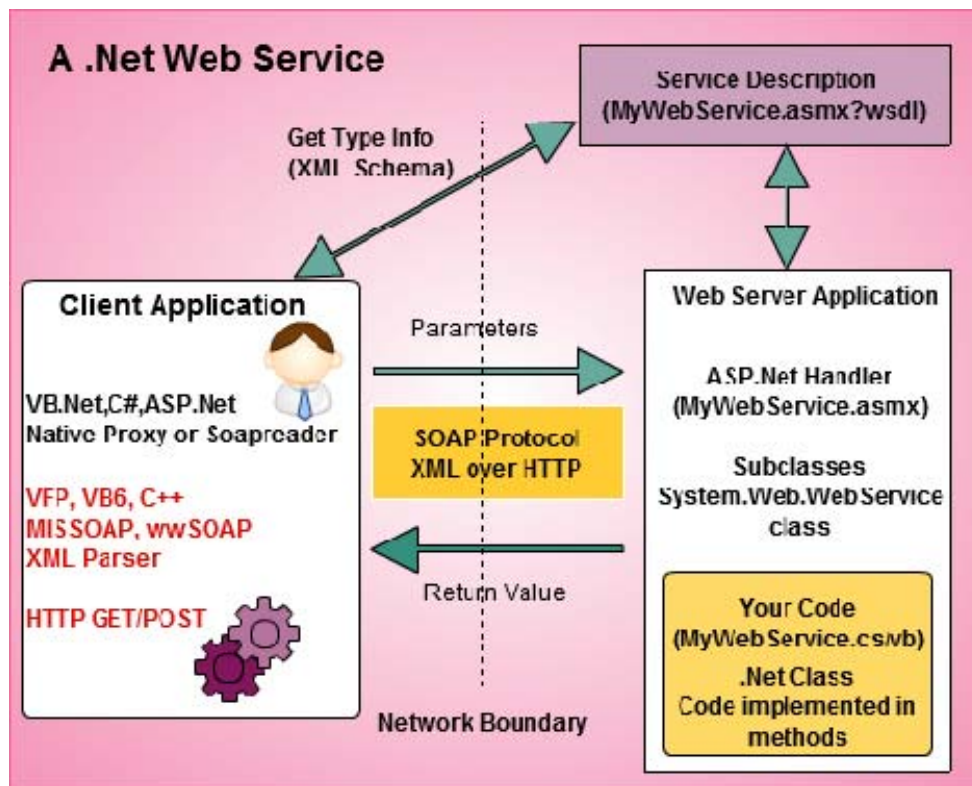 A .Net Web Service
Service Description
(MyWebService.asmx?wsdl)
Get Type Info
(XML Schema)
Client Application
VB.Net,C#,ASP.Net
Native Proxy or Soapreader
VFP, VB6, C++
MISSOAP, wwSOAP
XML Parser
HTTP GET/POST
Parameters
SOAP Protocol
XML over HTTP
Return Value
Network Boundary
Web Server Application
ASP.Net Handler
(MyWebService.asmx)
Subclasses
System.Web.WebService
class
Your Code
(MyWebService.cs/vb)
.Net Class
Code implemented in
methods